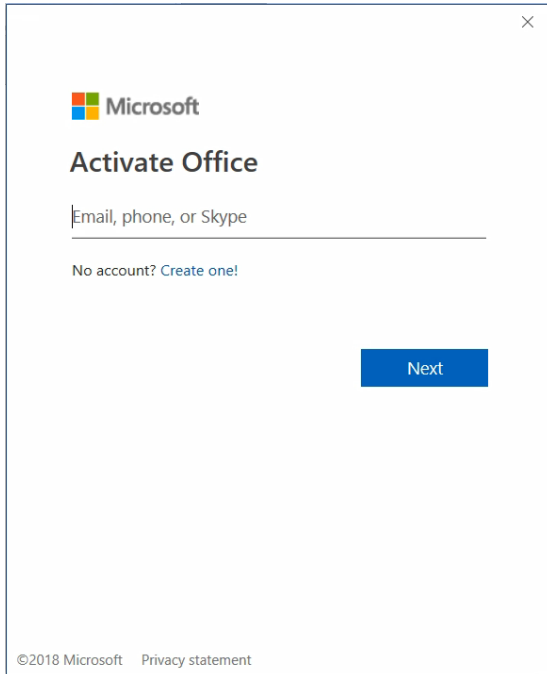 Microsoft
Activate Office
Email, phone, or Skype
No account? Create one!
Next
©2018 Microsoft Privacy statement